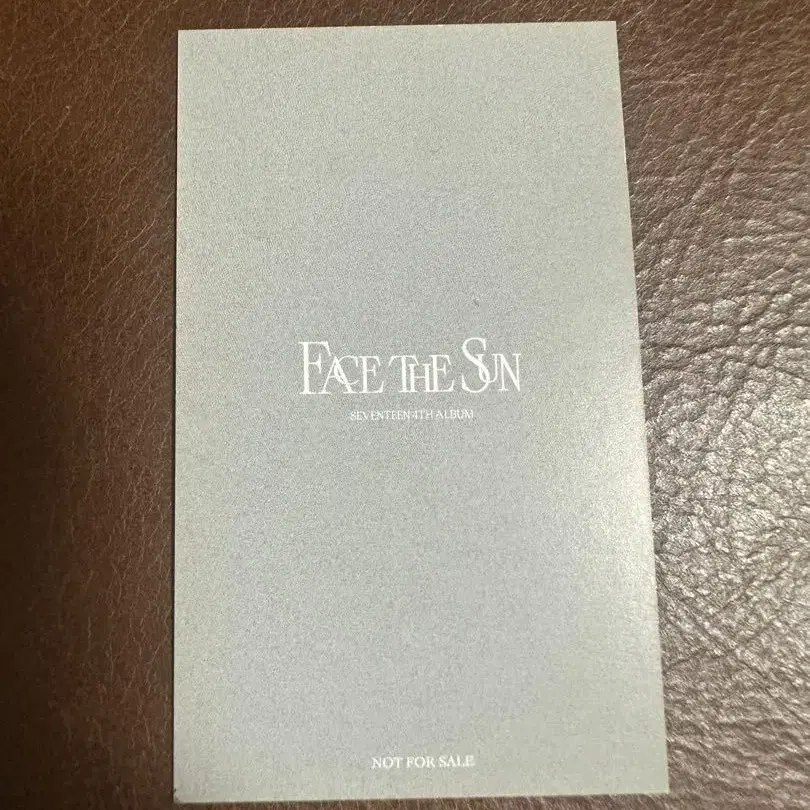 FACE THE SUN
SEVENTEEN 4TH ALBUM
NOT FOR SALE